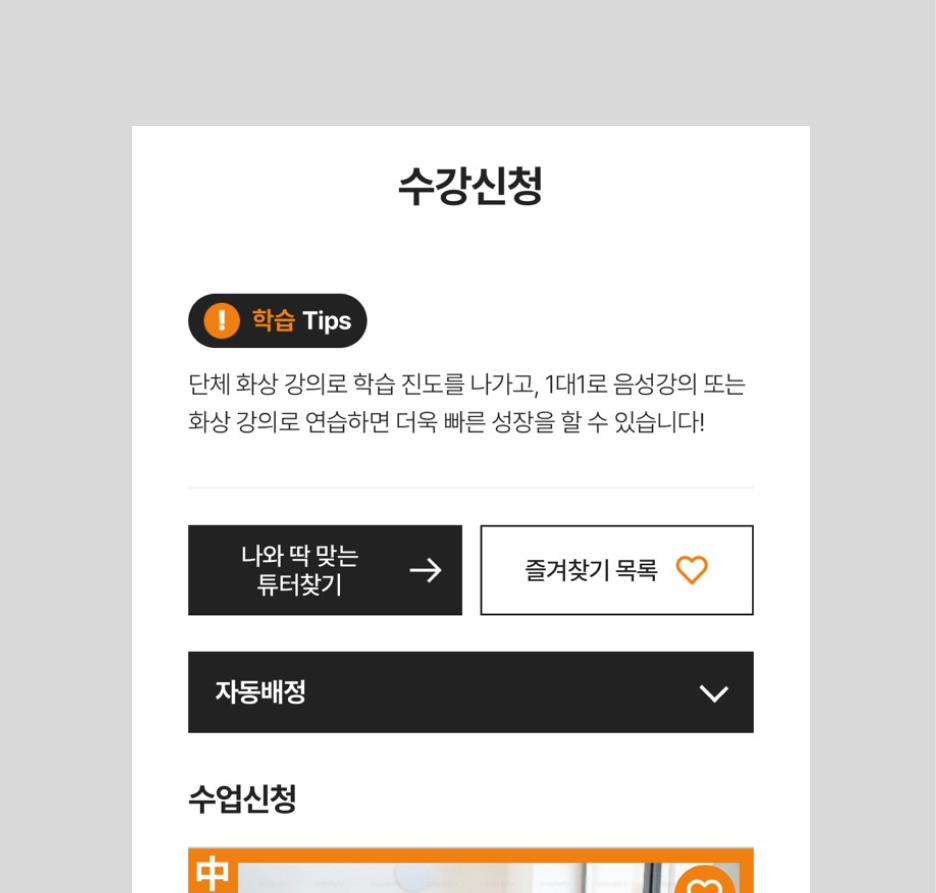 수강신청
! 학습 Tips
단체 화상 강의로 학습 진도를 나가고, 1대1로 음성강의 또는
화상 강의로 연습하면 더욱 빠른 성장을 할 수 있습니다!
나와 딱 맞는
튜터찾기
즐겨찾기 목록
자동배정
수업신청
中